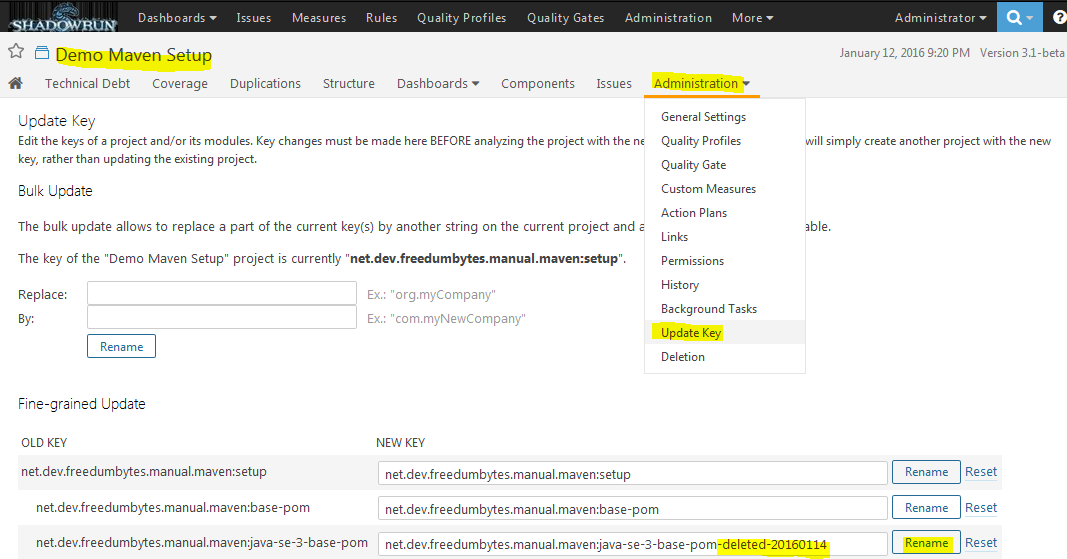 SHADOWRUN Dashboards Issues Measures Rules Quality Profiles Quality Gates Administration More Administrator ?
Demo Maven Setup January 12, 2016 9:20 PM Version 3.1-beta
Technical Debt Coverage Duplications Structure Dashboards Components Issues Administration
General Settings
Quality Profiles
Quality Gate
Custom Measures
Action Plans
Links
Permissions
History
Background Tasks
Update Key
Deletion
Update Key
Edit the keys of a project and/or its modules. Key changes must be made here BEFORE analyzing the project with the ne will simply create another project with the new
key, rather than updating the existing project.
Bulk Update
The bulk update allows to replace a part of the current key(s) by another string on the current project and a able.
The key of the "Demo Maven Setup" project is currently "net.dev.freedumbytes.manual.maven:setup".
Replace: Ex.: "org.myCompany"
By: Ex.: "com.myNewCompany"
Rename
Fine-grained Update
OLD KEY NEW KEY
net.dev.freedumbytes.manual.maven:setup net.dev.freedumbytes.manual.maven:setup Rename Reset
net.dev.freedumbytes.manual.maven:base-pom net.dev.freedumbytes.manual.maven:base-pom Rename Reset
net.dev.freedumbytes.manual.maven:java-se-3-base-pom net.dev.freedumbytes.manual.maven:java-se-3-base-pom-deleted-20160114 Rename Reset